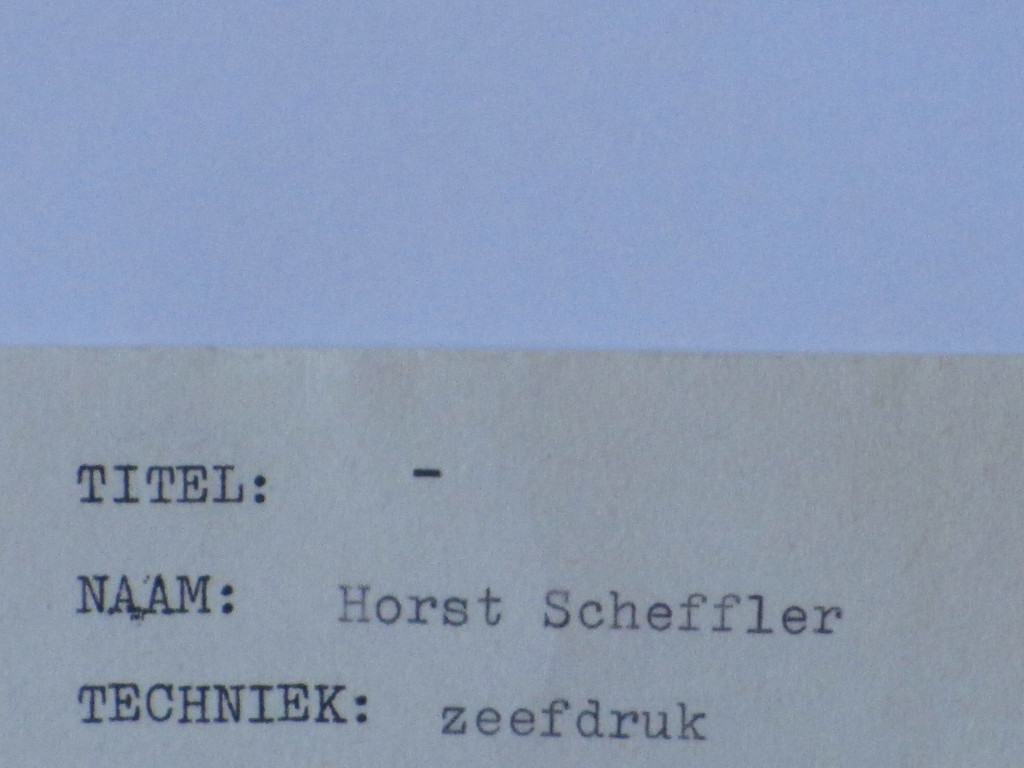 TITEL: -
NAAM: Horst Scheffler
TECHNIEK: zeefdruk